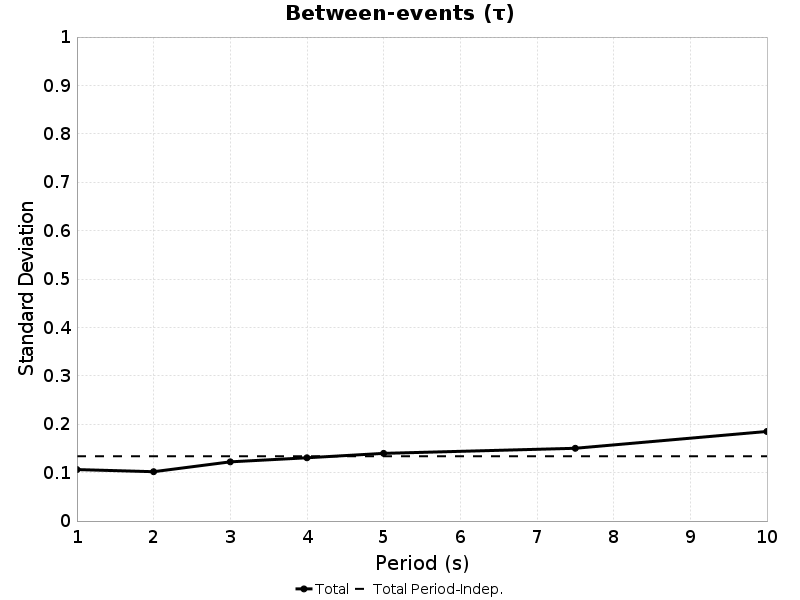 Between-events (τ)
Standard Deviation
1
0.9
0.8
0.7
0.6
0.5
0.4
0.3
0.2
0.1
0
1 2 3 4 5 6 7 8 9 10
Period (s)
Total Total Period-Indep.